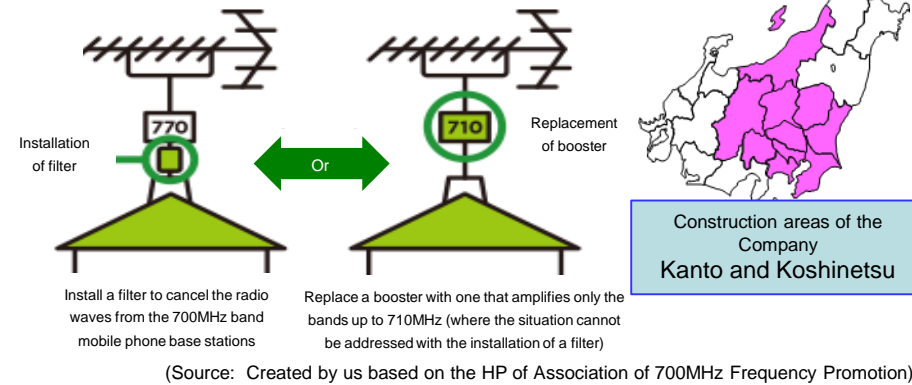 770
Installation
of filter
Or
710
Replacement
of booster
Install a filter to cancel the radio
waves from the 700MHz band
mobile phone base stations
Replace a booster with one that amplifies only the
bands up to 710MHz (where the situation cannot
be addressed with the installation of a filter)
Construction areas of the
Company
Kanto and Koshinetsu
(Source: Created by us based on the HP of Association of 700MHz Frequency Promotion)